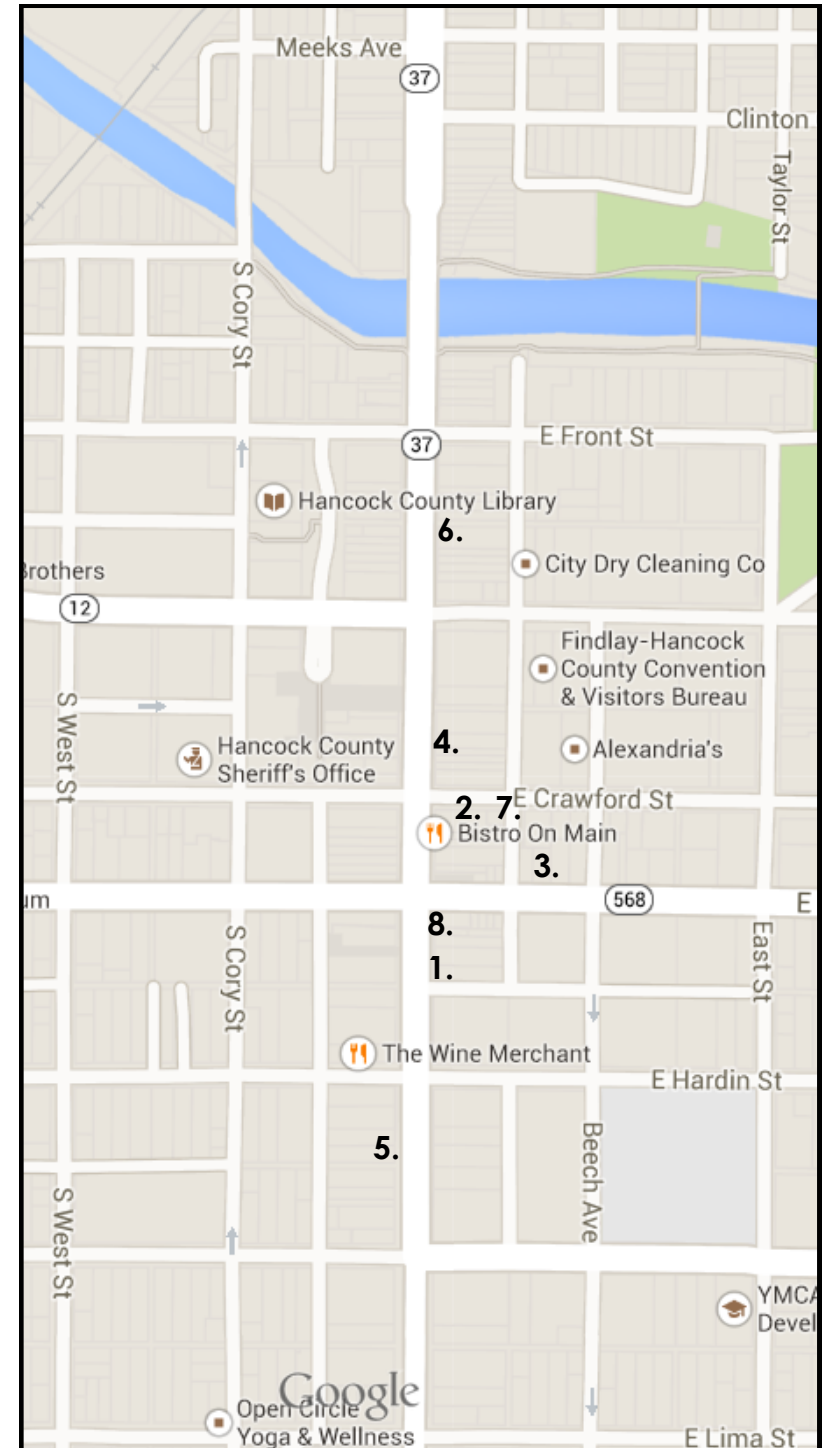 Meeks Ave
37
Clinton
Taylor St
S Cory St
37
E Front St
Hancock County Library
6.
City Dry Cleaning Co
Brothers
12
Findlay-Hancock
County Convention
& Visitors Bureau
S West St
4.
Hancock County
Sheriff's Office
Alexandria's
E Crawford St
2. 7.
Bistro On Main
3.
um
568
E
8.
S Cory St
East St
1.
The Wine Merchant
E Hardin St
5.
Beech Ave
S West St
YMCA
Devel
Google
Open Circle
Yoga & Wellness
E Lima St